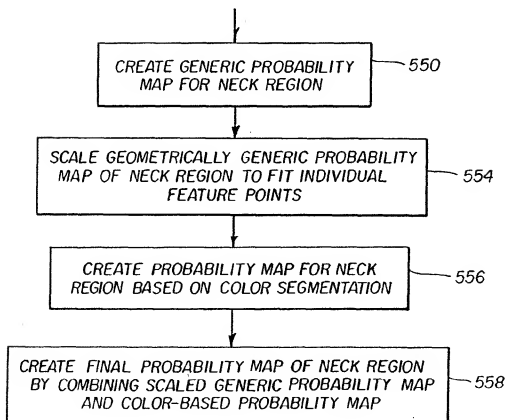 CREATE GENERIC PROBABILITY
MAP FOR NECK REGION
550
SCALE GEOMETRICALLY GENERIC PROBABILITY
MAP OF NECK REGION TO FIT INDIVIDUAL
FEATURE POINTS
554
CREATE PROBABILITY MAP FOR NECK
REGION BASED ON COLOR SEGMENTATION
556
CREATE FINAL PROBABILITY MAP OF NECK REGION
BY COMBINING SCALED GENERIC PROBABILITY MAP
AND COLOR-BASED PROBABILITY MAP
558